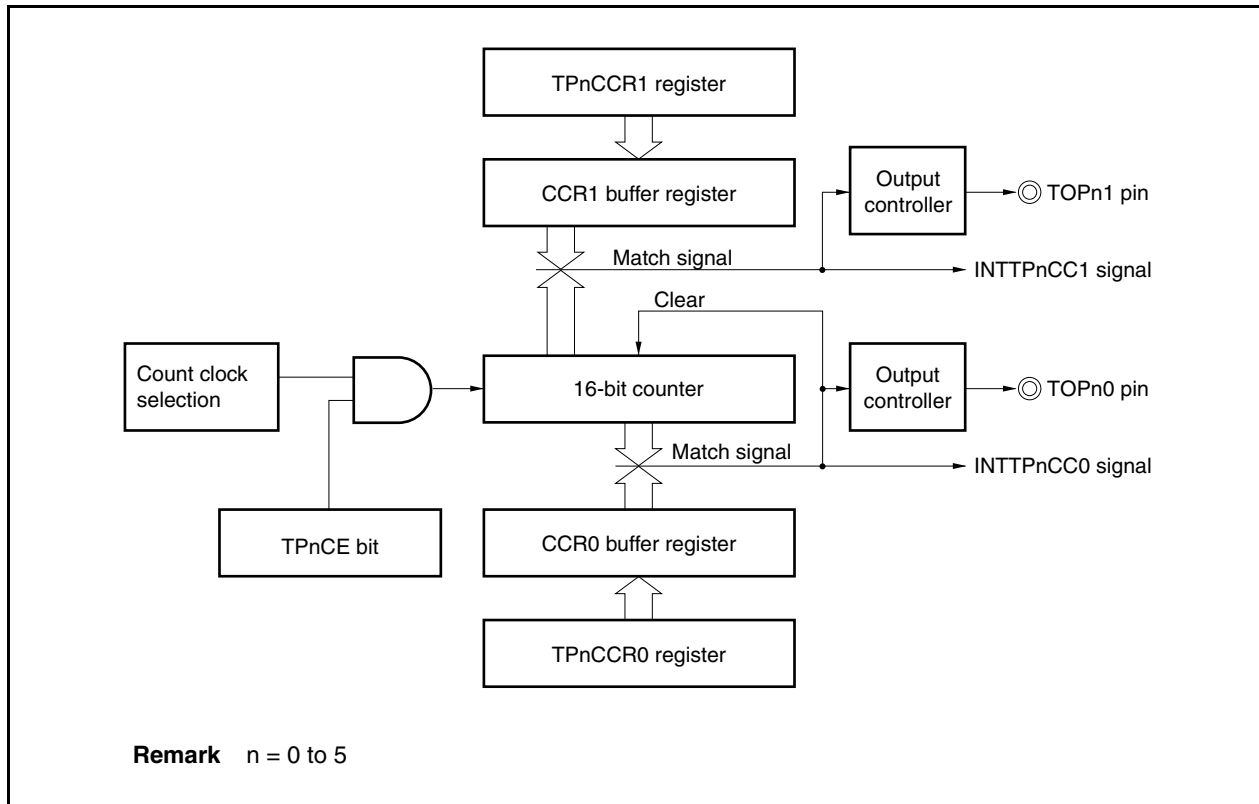 TPnCCR1 register
CCR1 buffer register
Output
controller
TOPn1 pin
Match signal
INTTPnCC1 signal
Clear
Count clock
selection
16-bit counter
Output
controller
TOPn0 pin
Match signal
INTTPnCC0 signal
TPnCE bit
CCR0 buffer register
TPnCCR0 register
Remark n = 0 to 5